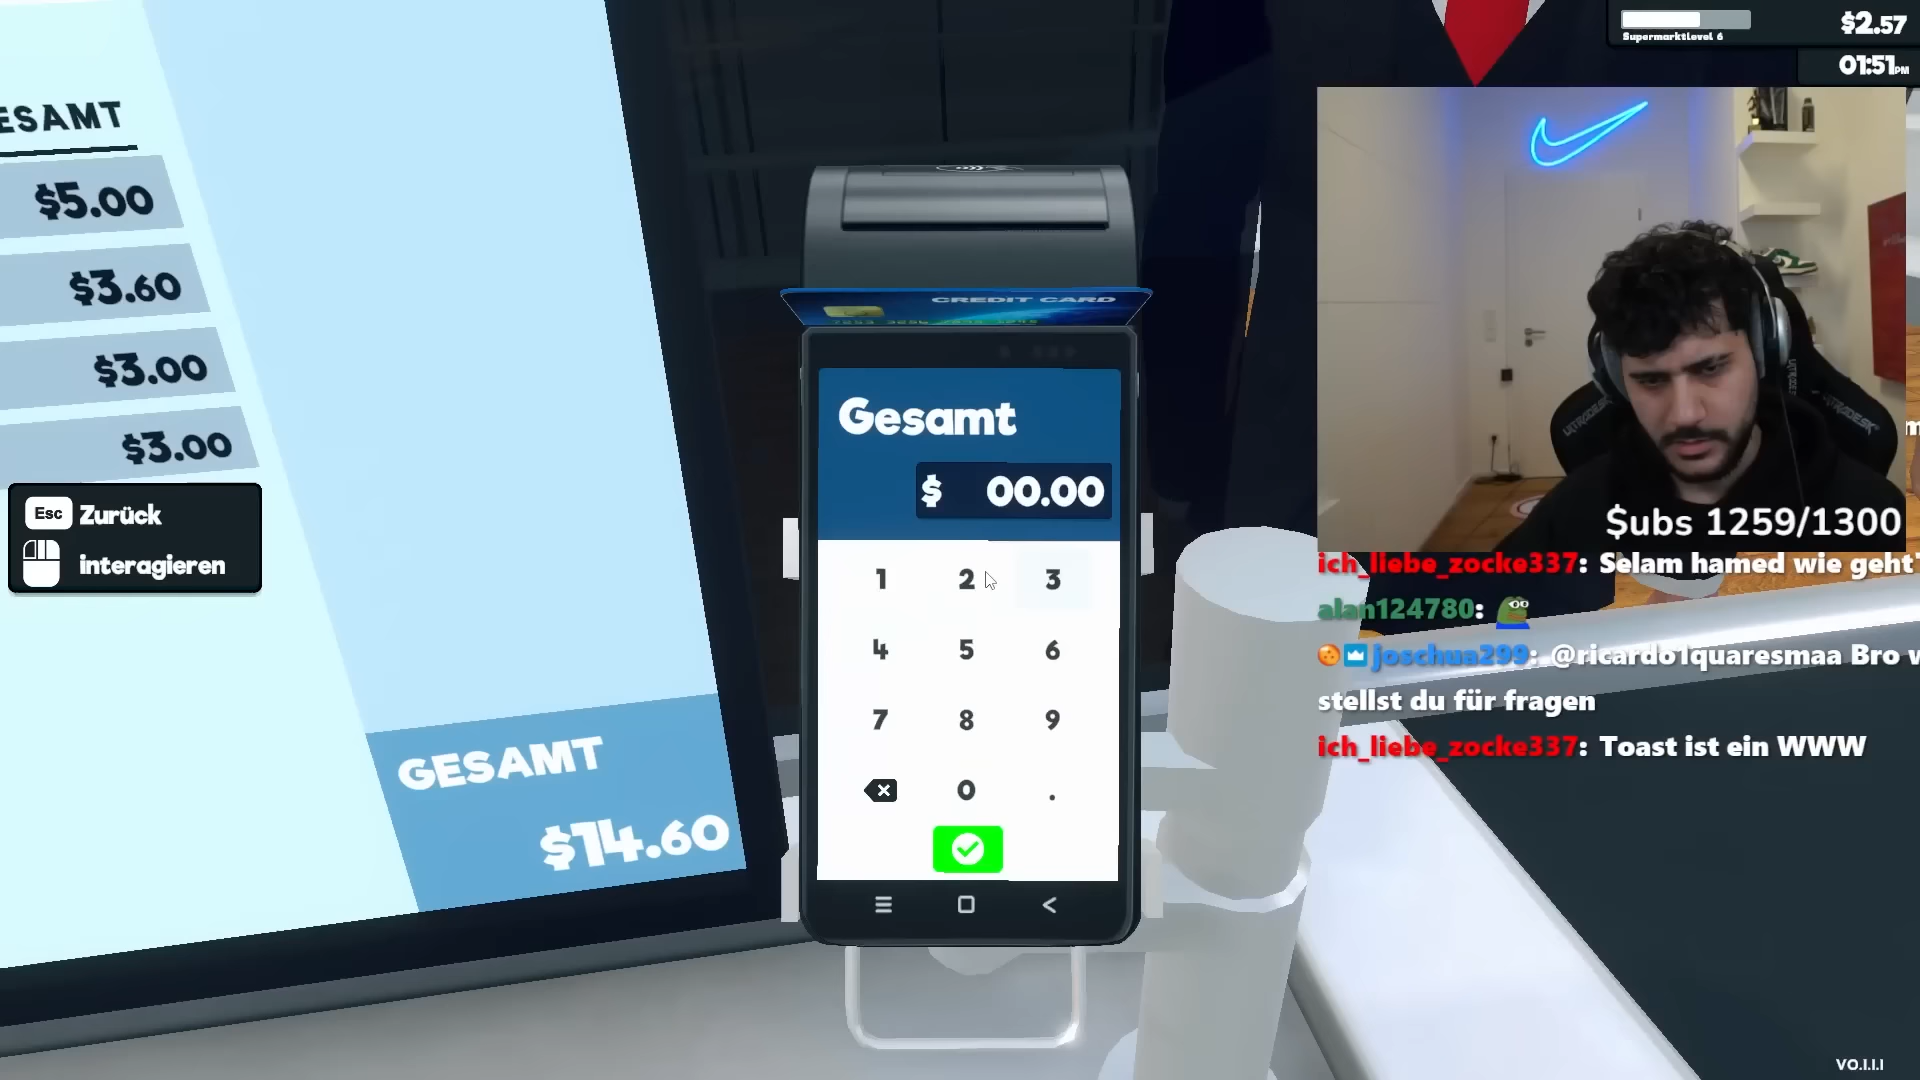 $2.57
Supermarktlevel 6
01:51PM
ESAMT
$5.00
$3.60
$3.00
$3.00
Esc Zurück
interagieren
GESAMT
$14.60
CREDIT CARD
Gesamt
$ 00.00
1 2 3
4 5 6
7 8 9
0 .
$ubs 1259/1300
ich_liebe_zocke337: Selam hamed wie geht
alan124780:
joschua299: @ricardo1quaresmaa Bro
stellst du für fragen
ich_liebe_zocke337: Toast ist ein WWW
V0.1.1.1